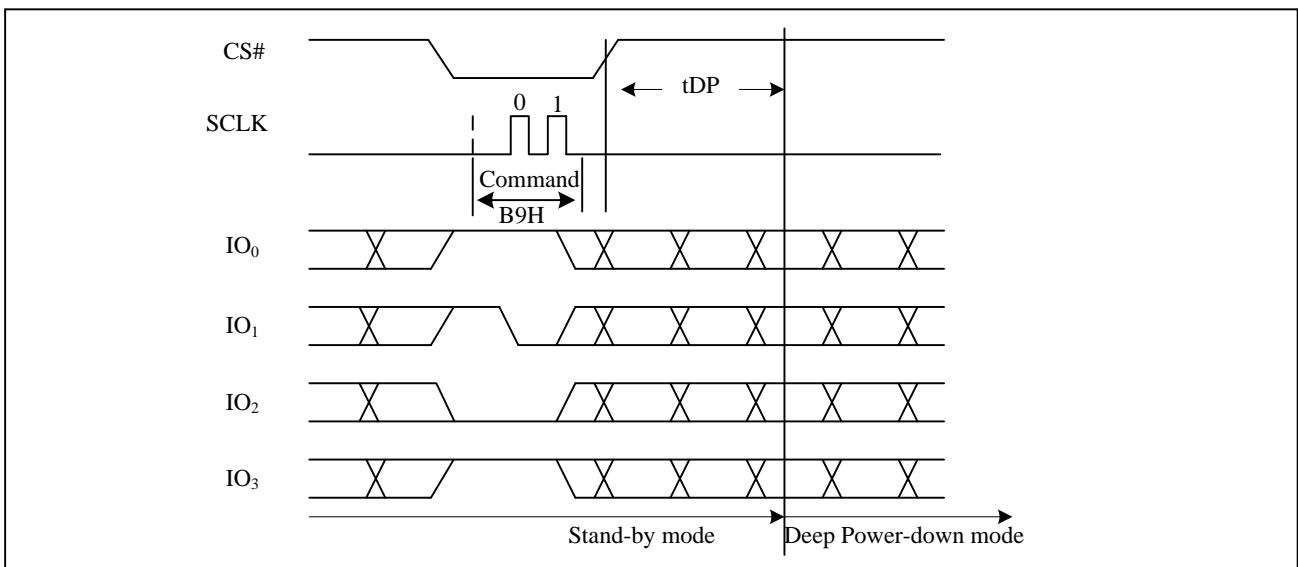 CS#
tDP
0 1
SCLK
Command
B9H
IO0
IO1
IO2
IO3
Stand-by mode Deep Power-down mode